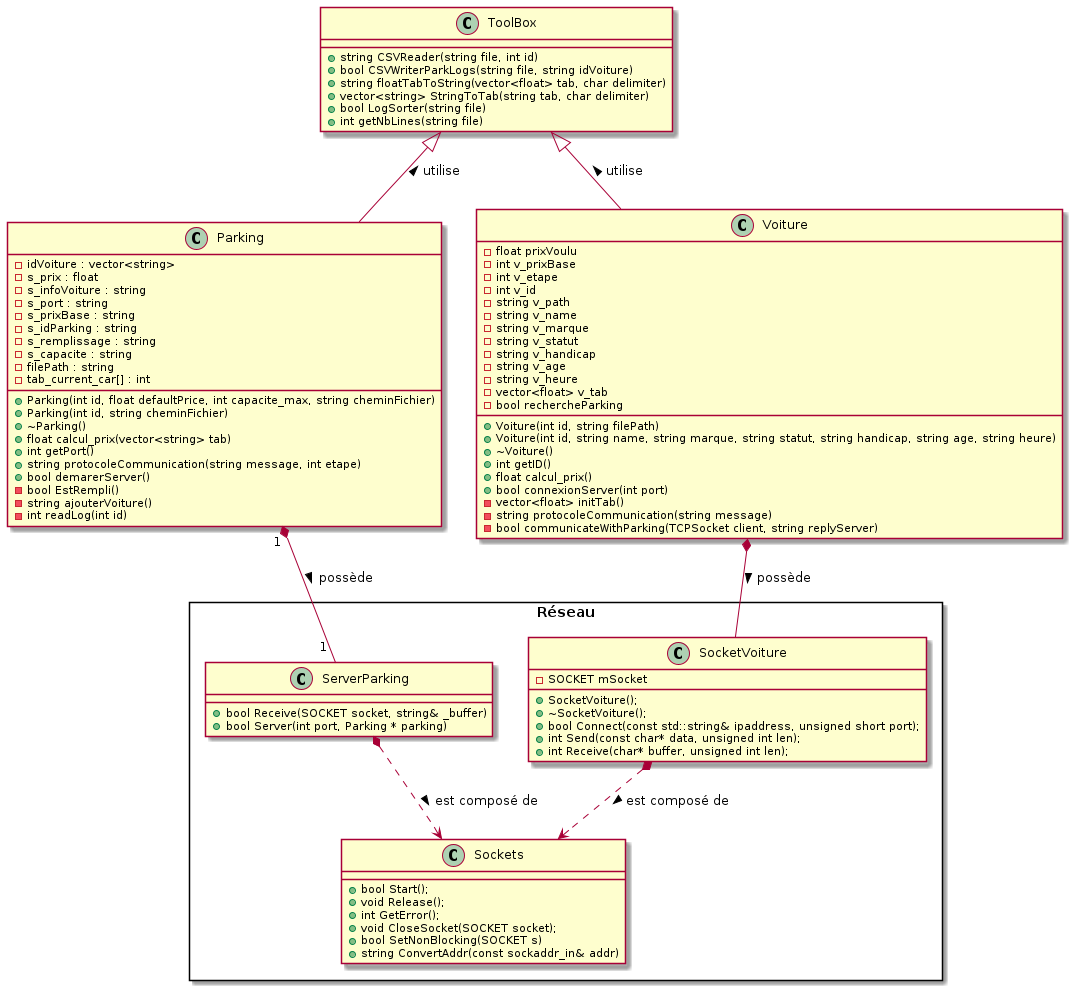 C ToolBox
string CSVReader(string file, int id)
bool CSVWriterParkLogs(string file, string idVoiture)
string floatTabToString(vector<float> tab, char delimiter)
vector<string> StringToTab(string tab, char delimiter)
bool LogSorter(string file)
int getNbLines(string file)
utilise
utilise
C Parking
idVoiture : vector<string>
s_prix : float
s_infoVoiture : string
s_port : string
s_prixBase : string
s_idParking : string
s_remplissage : string
s_capacite : string
filePath : string
tab_current_car[] : int
Parking(int id, float defaultPrice, int capacite_max, string cheminFichier)
Parking(int id, string cheminFichier)
~Parking()
float calcul_prix(vector<string> tab)
int getPort()
string protocoleCommunication(string message, int etape)
bool demarerServer()
bool EstRempli()
string ajouterVoiture()
int readLog(int id)
C Voiture
float prixVoulu
int v_prixBase
int v_etape
int v_id
string v_path
string v_name
string v_marque
string v_statut
string v_handicap
string v_age
string v_heure
vector<float> v_tab
bool rechercheParking
Voiture(int id, string filePath)
Voiture(int id, string name, string marque, string statut, string handicap, string age, string heure)
~Voiture()
int getID()
float calcul_prix()
bool connexionServer(int port)
vector<float> initTab()
string protocoleCommunication(string message)
bool communicateWithParking(TCPSocket client, string replyServer)
1
possède
1
possède
Réseau
C ServerParking
bool Receive(SOCKET socket, string& _buffer)
bool Server(int port, Parking * parking)
C SocketVoiture
SOCKET mSocket
SocketVoiture();
~SocketVoiture();
bool Connect(const std::string& ipaddress, unsigned short port);
int Send(const char* data, unsigned int len);
int Receive(char* buffer, unsigned int len);
est composé de
est composé de
C Sockets
bool Start();
void Release();
int GetError();
void CloseSocket(SOCKET socket);
bool SetNonBlocking(SOCKET s)
string ConvertAddr(const sockaddr_in& addr)